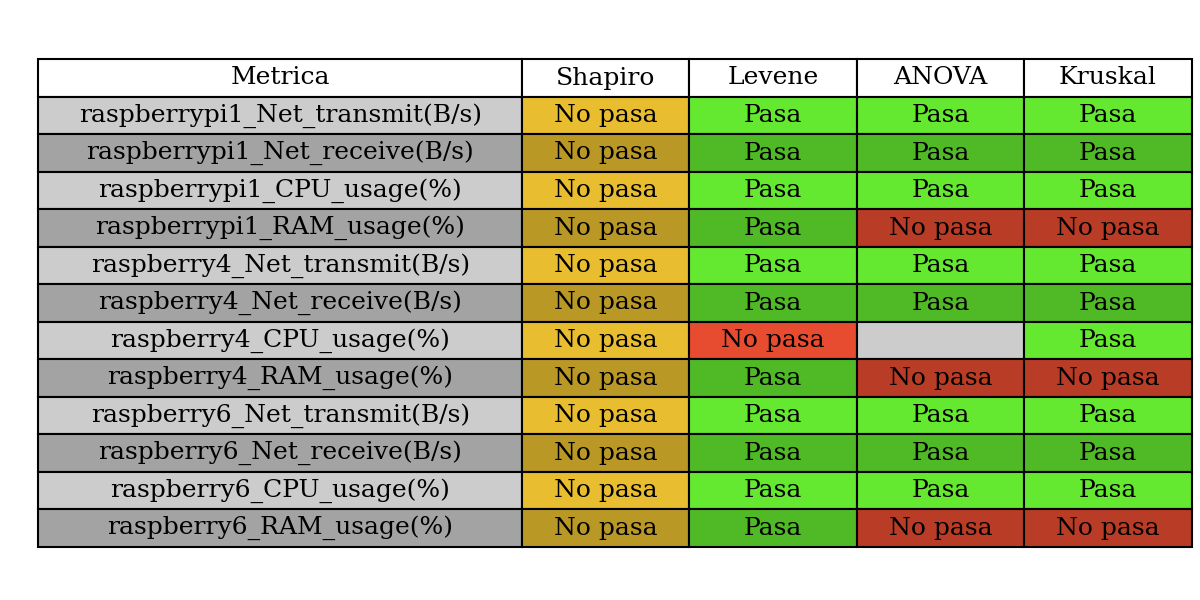 Metrica Shapiro Levene ANOVA Kruskal
raspberrypi1_Net_transmit(B/s) No pasa Pasa Pasa Pasa
raspberrypi1_Net_receive(B/s) No pasa Pasa Pasa Pasa
raspberrypi1_CPU_usage(%) No pasa Pasa Pasa Pasa
raspberrypi1_RAM_usage(%) No pasa Pasa No pasa No pasa
raspberry4_Net_transmit(B/s) No pasa Pasa Pasa Pasa
raspberry4_Net_receive(B/s) No pasa Pasa Pasa Pasa
raspberry4_CPU_usage(%) No pasa No pasa Pasa
raspberry4_RAM_usage(%) No pasa Pasa No pasa No pasa
raspberry6_Net_transmit(B/s) No pasa Pasa Pasa Pasa
raspberry6_Net_receive(B/s) No pasa Pasa Pasa Pasa
raspberry6_CPU_usage(%) No pasa Pasa Pasa Pasa
raspberry6_RAM_usage(%) No pasa Pasa No pasa No pasa